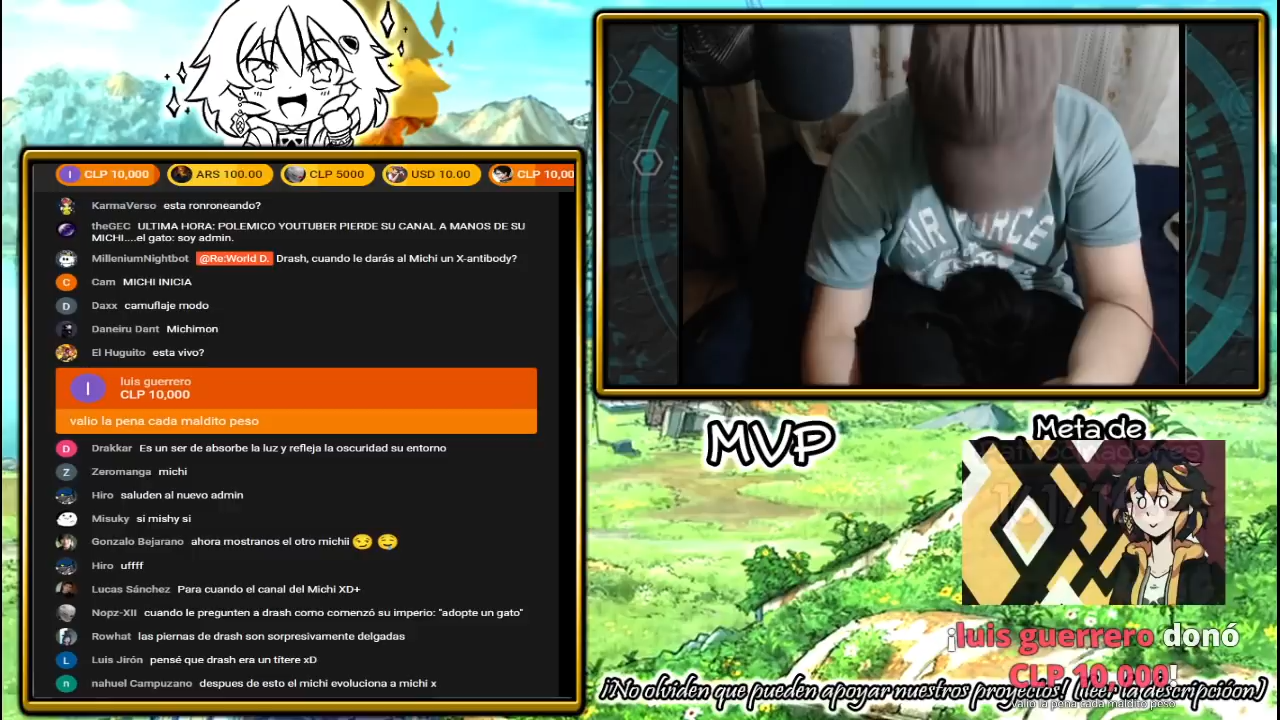 CLP 10,000
ARS 100.00
CLP 5000
USD 10.00
CLP 10,00
KarmaVerso esta ronroneando?
theGEC ULTIMA HORA: POLEMICO YOUTUBER PIERDE SU CANAL A MANOS DE SU
MICHI....el gato: soy admin.
MilleniumNightbot @Re:World D. Drash, cuando le darás al Michi un X-antibody?
C Cam MICHI INICIA
D Daxx camuflaje modo
Daneiru Dant Michimon
El Huguito esta vivo?
l luis guerrero
CLP 10,000
valio la pena cada maldito peso
D Drakkar Es un ser de absorbe la luz y refleja la oscuridad su entorno
Z Zeromanga michi
Hiro saluden al nuevo admin
Misuky si mishy si
Gonzalo Bejarano ahora mostranos el otro michii 😏 🤤
Hiro uffff
Lucas Sánchez Para cuando el canal del Michi XD+
Nopz-XII cuando le pregunten a drash como comenzó su imperio: "adopte un gato"
Rowhat las piernas de drash son sorpresivamente delgadas
L Luis Jirón pensé que drash era un títere xD
n nahuel Campuzano despues de esto el michi evoluciona a michi x
AIR FORCE
MVP
Meta de
Patrocinadores
¡luis guerrero donó
CLP 10,000!
valio la pena cada maldito peso
¡¡No olviden que pueden apoyar nuestros proyectos! (leer la descripcióon)